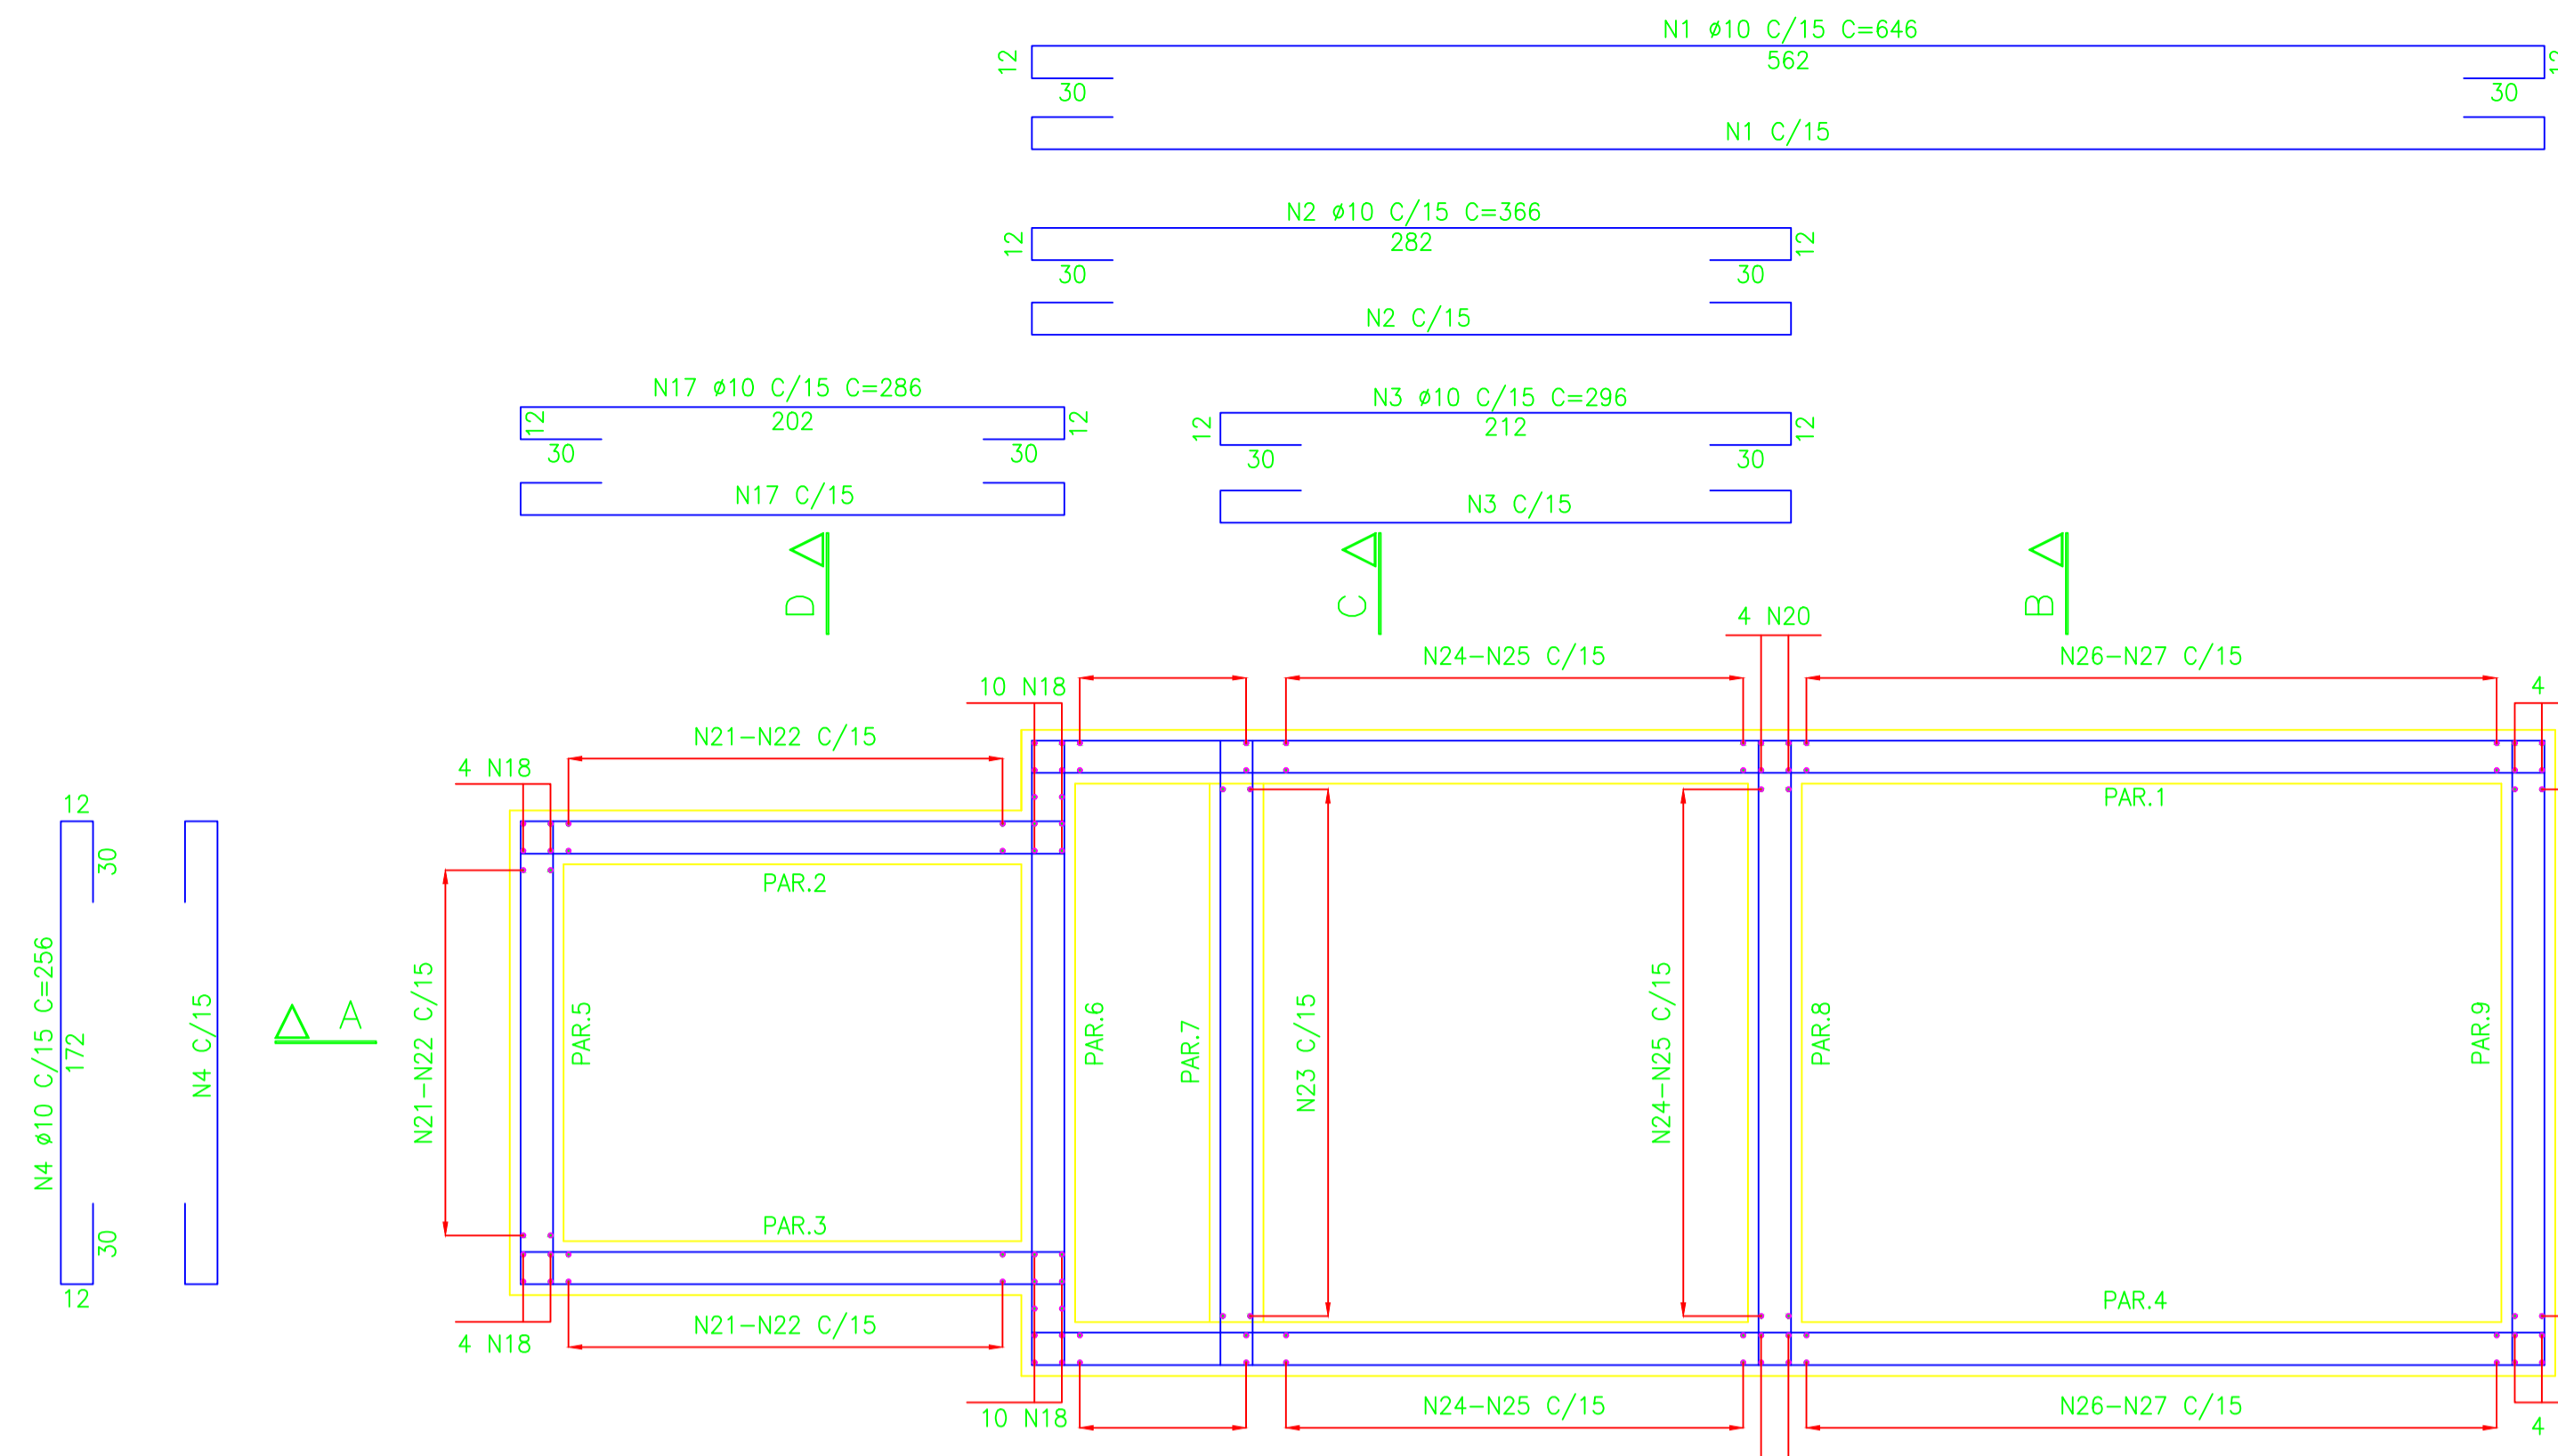 N1 ø10 C/15 C=646
12
562
30
30
N1 C/15
N2 ø10 C/15 C=366
12
282
12
30
30
N2 C/15
N17 ø10 C/15 C=286
12
202
12
30
30
N17 C/15
N3 ø10 C/15 C=296
12
212
12
30
30
N3 C/15
D
C
B
4 N20
N24-N25 C/15
N26-N27 C/15
10 N18
4
N21-N22 C/15
4 N18
12
30
N4 ø10 C/15 C=256
172
30
12
N4 C/15
A
N21-N22 C/15
PAR.1
PAR.2
PAR.5
PAR.6
PAR.7
N23 C/15
N24-N25 C/15
PAR.8
PAR.9
PAR.3
PAR.4
N21-N22 C/15
4 N18
10 N18
N24-N25 C/15
N26-N27 C/15
4